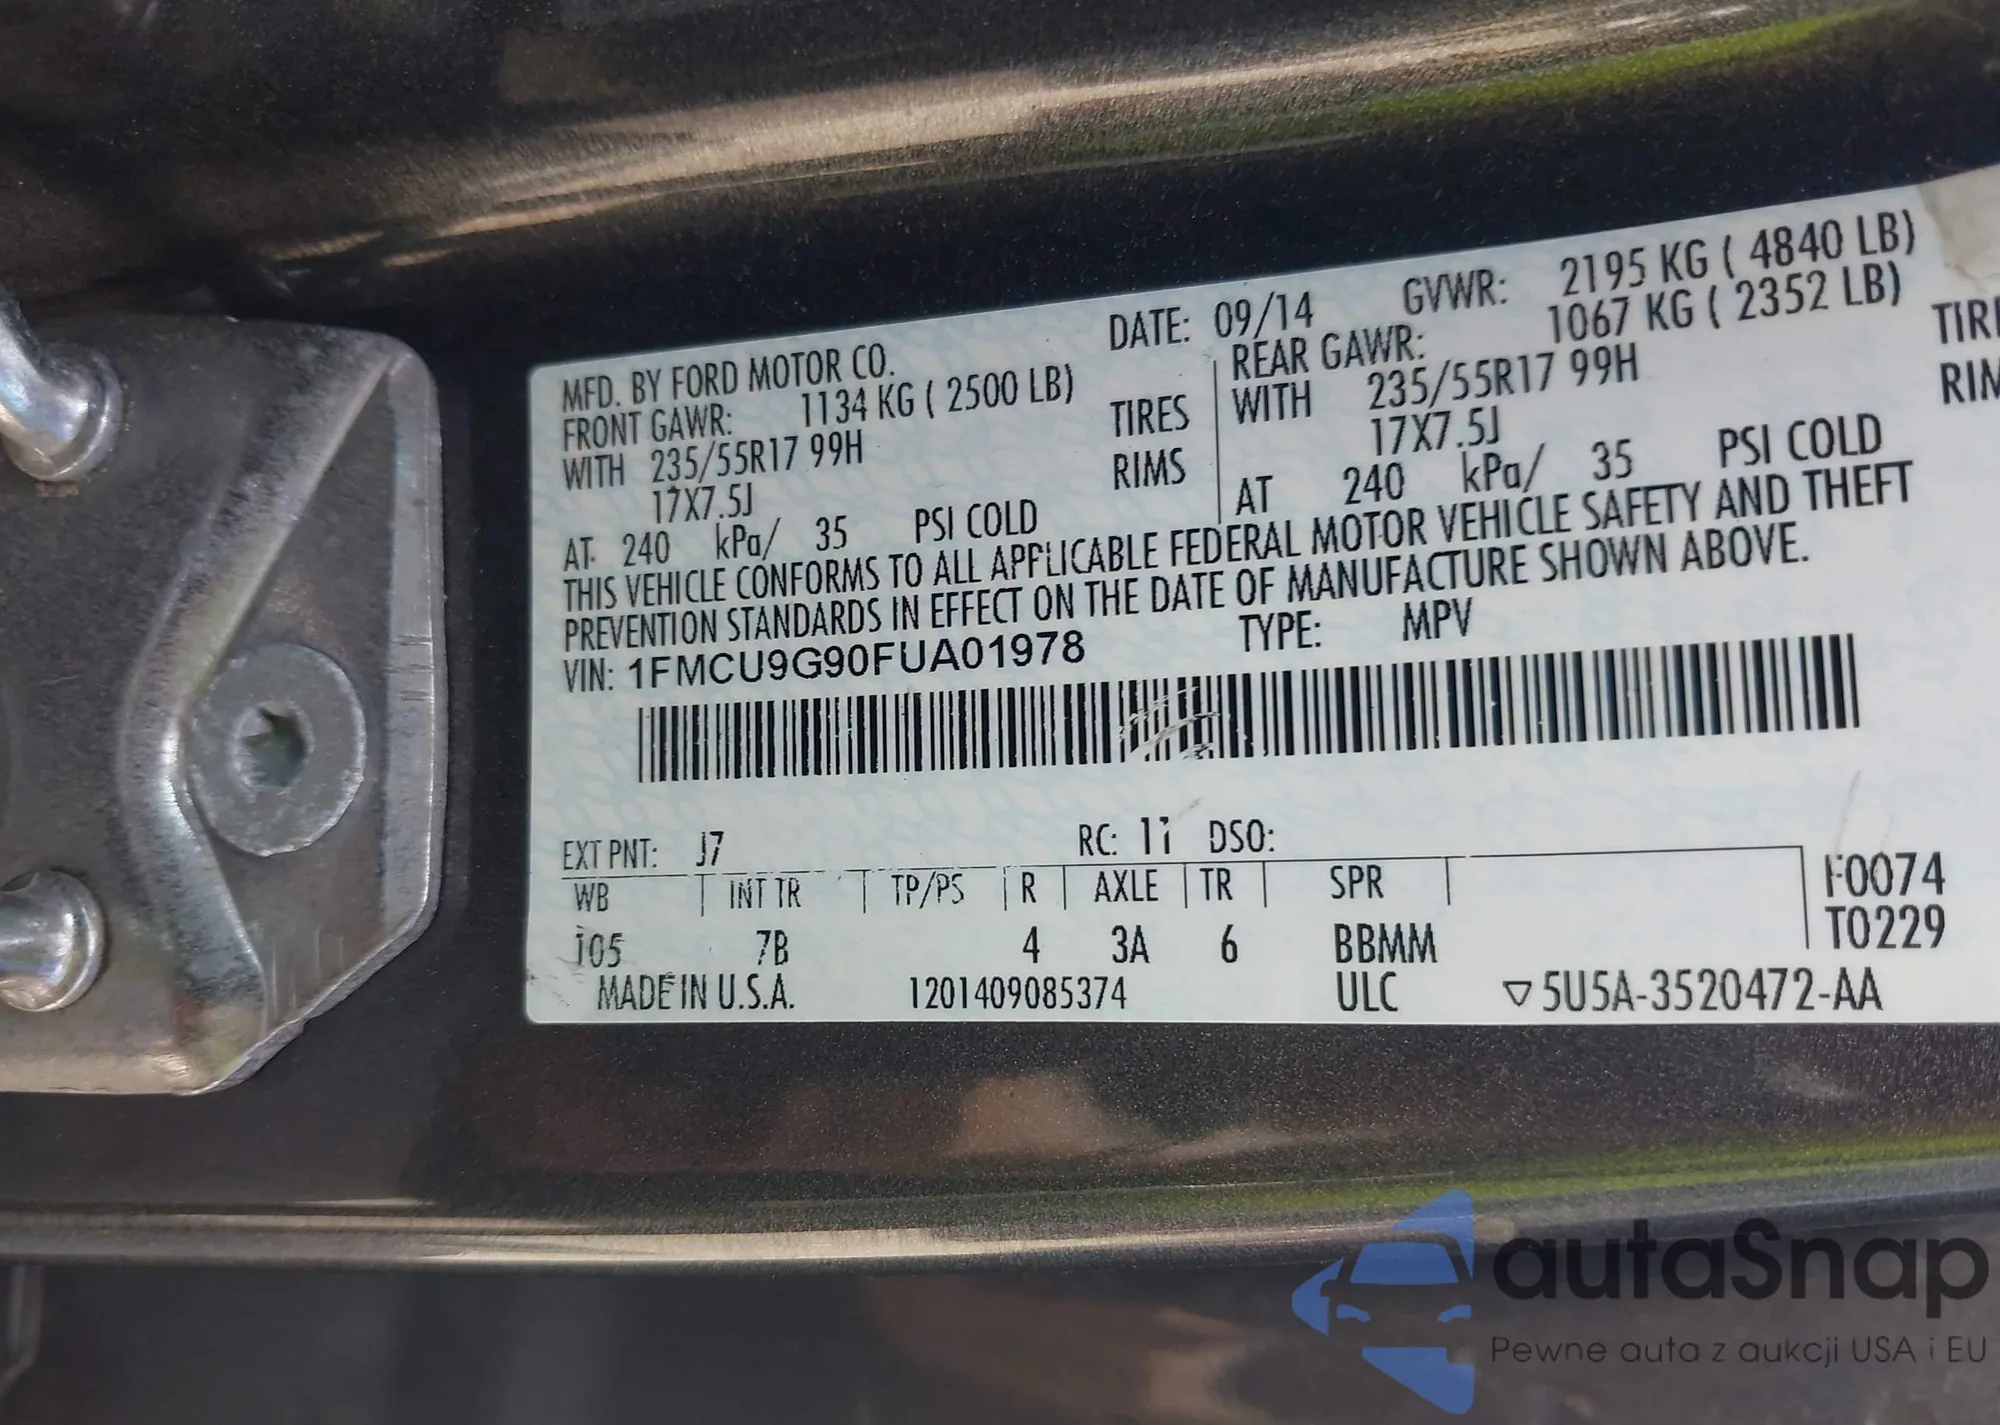 MFD. BY FORD MOTOR CO. DATE: 09/14 GVWR: 2195 KG ( 4840 LB)
FRONT GAWR: 1134 KG ( 2500 LB) REAR GAWR: 1067 KG ( 2352 LB)
WITH 235/55R17 99H TIRES WITH 235/55R17 99H
17X7.5J RIMS 17X7.5J
AT 240 kPa/ 35 PSI COLD AT 240 kPa/ 35 PSI COLD
THIS VEHICLE CONFORMS TO ALL APPLICABLE FEDERAL MOTOR VEHICLE SAFETY AND THEFT
PREVENTION STANDARDS IN EFFECT ON THE DATE OF MANUFACTURE SHOWN ABOVE.
VIN: 1FMCU9G90FUA01978 TYPE: MPV
EXT PNT: J7 RC: 11 DSO:
WB INT TR TP/PS R AXLE TR SPR F0074
105 7B 4 3A 6 BBMM T0229
MADE IN U.S.A. 1201409085374 ULC ▽5U5A-3520472-AA
autaSnap
Pewne auta z aukcji USA i EU